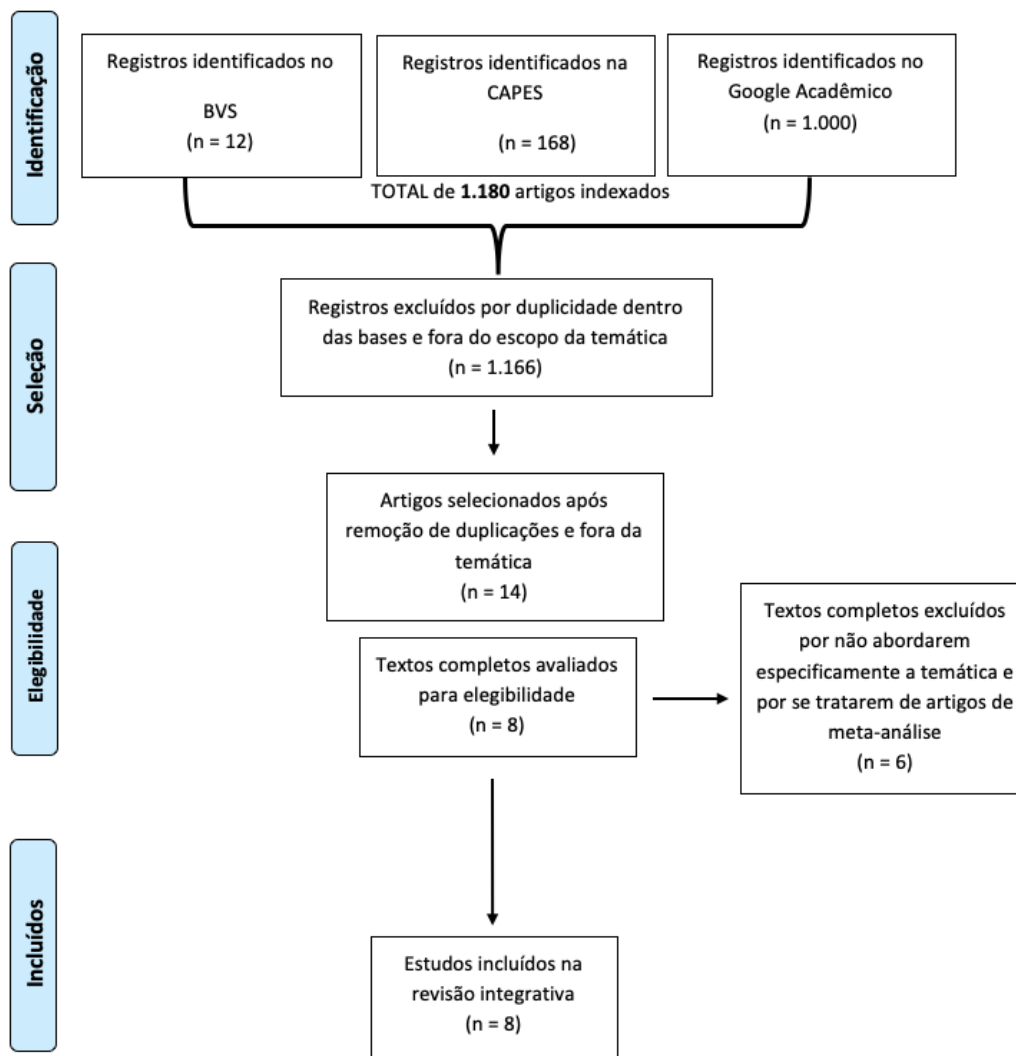 Identificação
Registros identificados no
BVS
(n = 12)
Registros identificados na
CAPES
(n = 168)
Registros identificados no
Google Acadêmico
(n = 1.000)
TOTAL de 1.180 artigos indexados
Seleção
Registros excluídos por duplicidade dentro
das bases e fora do escopo da temática
(n = 1.166)
Artigos selecionados após
remoção de duplicações e fora da
temática
(n = 14)
Elegibilidade
Textos completos avaliados
para elegibilidade
(n = 8)
Textos completos excluídos
por não abordarem
especificamente a temática e
por se tratarem de artigos de
meta-análise
(n = 6)
Incluídos
Estudos incluídos na
revisão integrativa
(n = 8)